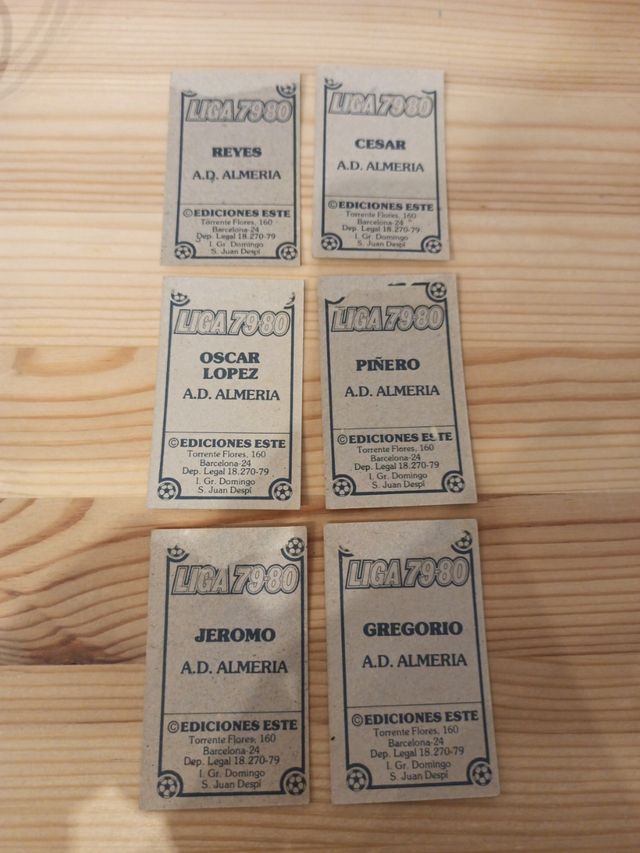 LIGA 79-80
REYES
A.D. ALMERIA
©EDICIONES ESTE
Torrente Flores, 160
Barcelona-24
Dep. Legal 18.270-79
I. Gr. Domingo
S. Juan Despí
LIGA 79-80
CESAR
A.D. ALMERIA
©EDICIONES ESTE
Torrente Flores, 160
Barcelona-24
Dep. Legal 18.270-79
I. Gr. Domingo
S. Juan Despí
LIGA 79-80
OSCAR
LOPEZ
A.D. ALMERIA
©EDICIONES ESTE
Torrente Flores, 160
Barcelona-24
Dep. Legal 18.270-79
I. Gr. Domingo
S. Juan Despí
LIGA 79-80
PIÑERO
A.D. ALMERIA
©EDICIONES ESTE
Torrente Flores, 160
Barcelona-24
Dep. Legal 18.270-79
I. Gr. Domingo
S. Juan Despí
LIGA 79-80
JEROMO
A.D. ALMERIA
©EDICIONES ESTE
Torrente Flores, 160
Barcelona-24
Dep. Legal 18.270-79
I. Gr. Domingo
S. Juan Despí
LIGA 79-80
GREGORIO
A.D. ALMERIA
©EDICIONES ESTE
Torrente Flores, 160
Barcelona-24
Dep. Legal 18.270-79
I. Gr. Domingo
S. Juan Despí